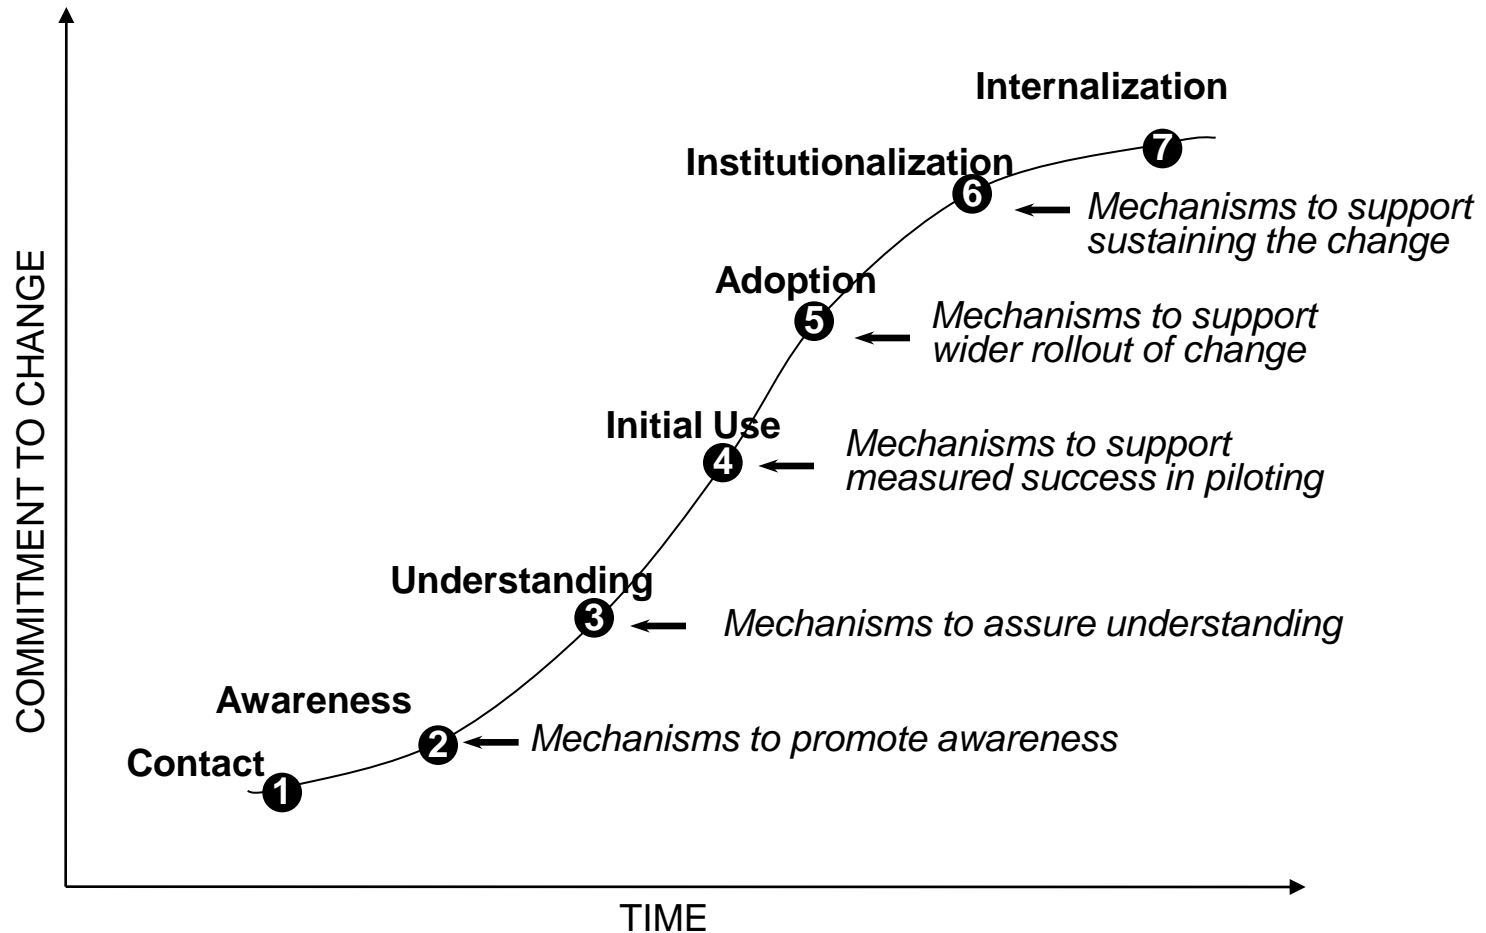 Internalization
7
Institutionalization
6
Mechanisms to support
sustaining the change
Adoption
5
Mechanisms to support
wider rollout of change
Initial Use
4
Mechanisms to support
measured success in piloting
Understanding
3
Mechanisms to assure understanding
Awareness
2
Mechanisms to promote awareness
Contact
1
COMMITMENT TO CHANGE
TIME